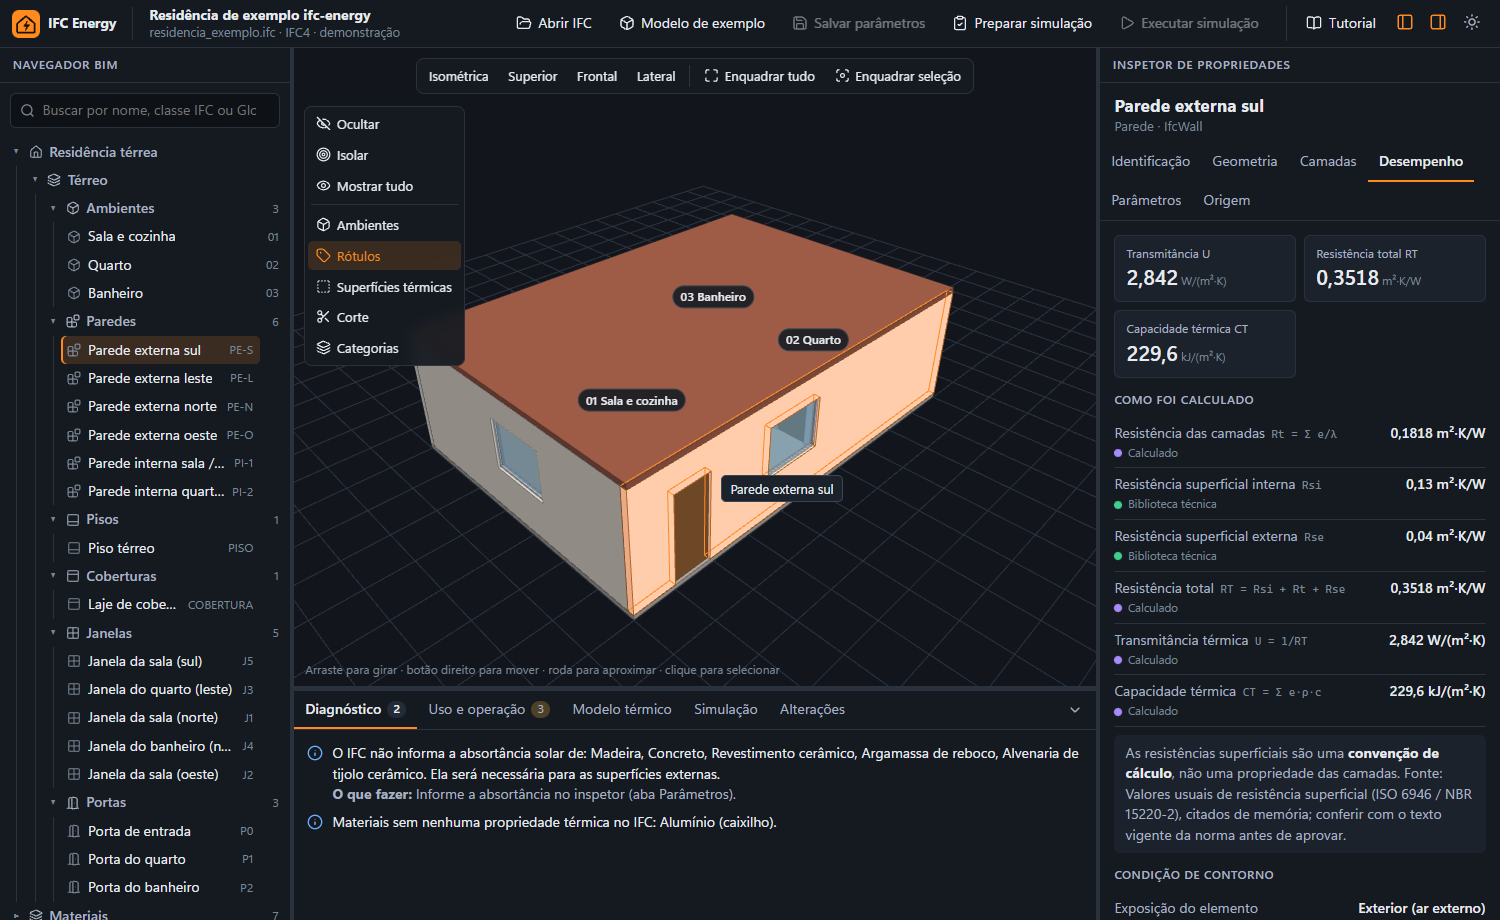 IFC Energy
Residência de exemplo ifc-energy
residencia_exemplo.ifc · IFC4 · demonstração
Abrir IFC
Modelo de exemplo
Salvar parâmetros
Preparar simulação
Executar simulação
Tutorial
NAVEGADOR BIM
Buscar por nome, classe IFC ou Glc
Residência térrea
Térreo
Ambientes 3
Sala e cozinha 01
Quarto 02
Banheiro 03
Paredes 6
Parede externa sul PE-S
Parede externa leste PE-L
Parede externa norte PE-N
Parede externa oeste PE-O
Parede interna sala /... PI-1
Parede interna quart... PI-2
Pisos 1
Piso térreo PISO
Coberturas 1
Laje de cobe... COBERTURA
Janelas 5
Janela da sala (sul) J5
Janela do quarto (leste) J3
Janela da sala (norte) J1
Janela do banheiro (n... J4
Janela da sala (oeste) J2
Portas 3
Porta de entrada P0
Porta do quarto P1
Porta do banheiro P2
Materiais 7
Isométrica
Superior
Frontal
Lateral
Enquadrar tudo
Enquadrar seleção
Ocultar
Isolar
Mostrar tudo
Ambientes
Rótulos
Superfícies térmicas
Corte
Categorias
03 Banheiro
02 Quarto
01 Sala e cozinha
Parede externa sul
Arraste para girar · botão direito para mover · roda para aproximar · clique para selecionar
Diagnóstico 2
Uso e operação 3
Modelo térmico
Simulação
Alterações
O IFC não informa a absortância solar de: Madeira, Concreto, Revestimento cerâmico, Argamassa de reboco, Alvenaria de
tijolo cerâmico. Ela será necessária para as superfícies externas.
O que fazer: Informe a absortância no inspetor (aba Parâmetros).
Materiais sem nenhuma propriedade térmica no IFC: Alumínio (caixilho).
INSPETOR DE PROPRIEDADES
Parede externa sul
Parede · IfcWall
Identificação
Geometria
Camadas
Desempenho
Parâmetros
Origem
Transmitância U
2,842 W/(m²·K)
Resistência total RT
0,3518 m²·K/W
Capacidade térmica CT
229,6 kJ/(m²·K)
COMO FOI CALCULADO
Resistência das camadas Rt = Σ e/λ 0,1818 m²·K/W
Calculado
Resistência superficial interna Rsi 0,13 m²·K/W
Biblioteca técnica
Resistência superficial externa Rse 0,04 m²·K/W
Biblioteca técnica
Resistência total RT = Rsi + Rt + Rse 0,3518 m²·K/W
Calculado
Transmitância térmica U = 1/RT 2,842 W/(m²·K)
Calculado
Capacidade térmica CT = Σ e·ρ·c 229,6 kJ/(m²·K)
Calculado
As resistências superficiais são uma convenção de
cálculo, não uma propriedade das camadas. Fonte:
Valores usuais de resistência superficial (ISO 6946 / NBR
15220-2), citados de memória; conferir com o texto
vigente da norma antes de aprovar.
CONDIÇÃO DE CONTORNO
Exposição do elemento Exterior (ar externo)